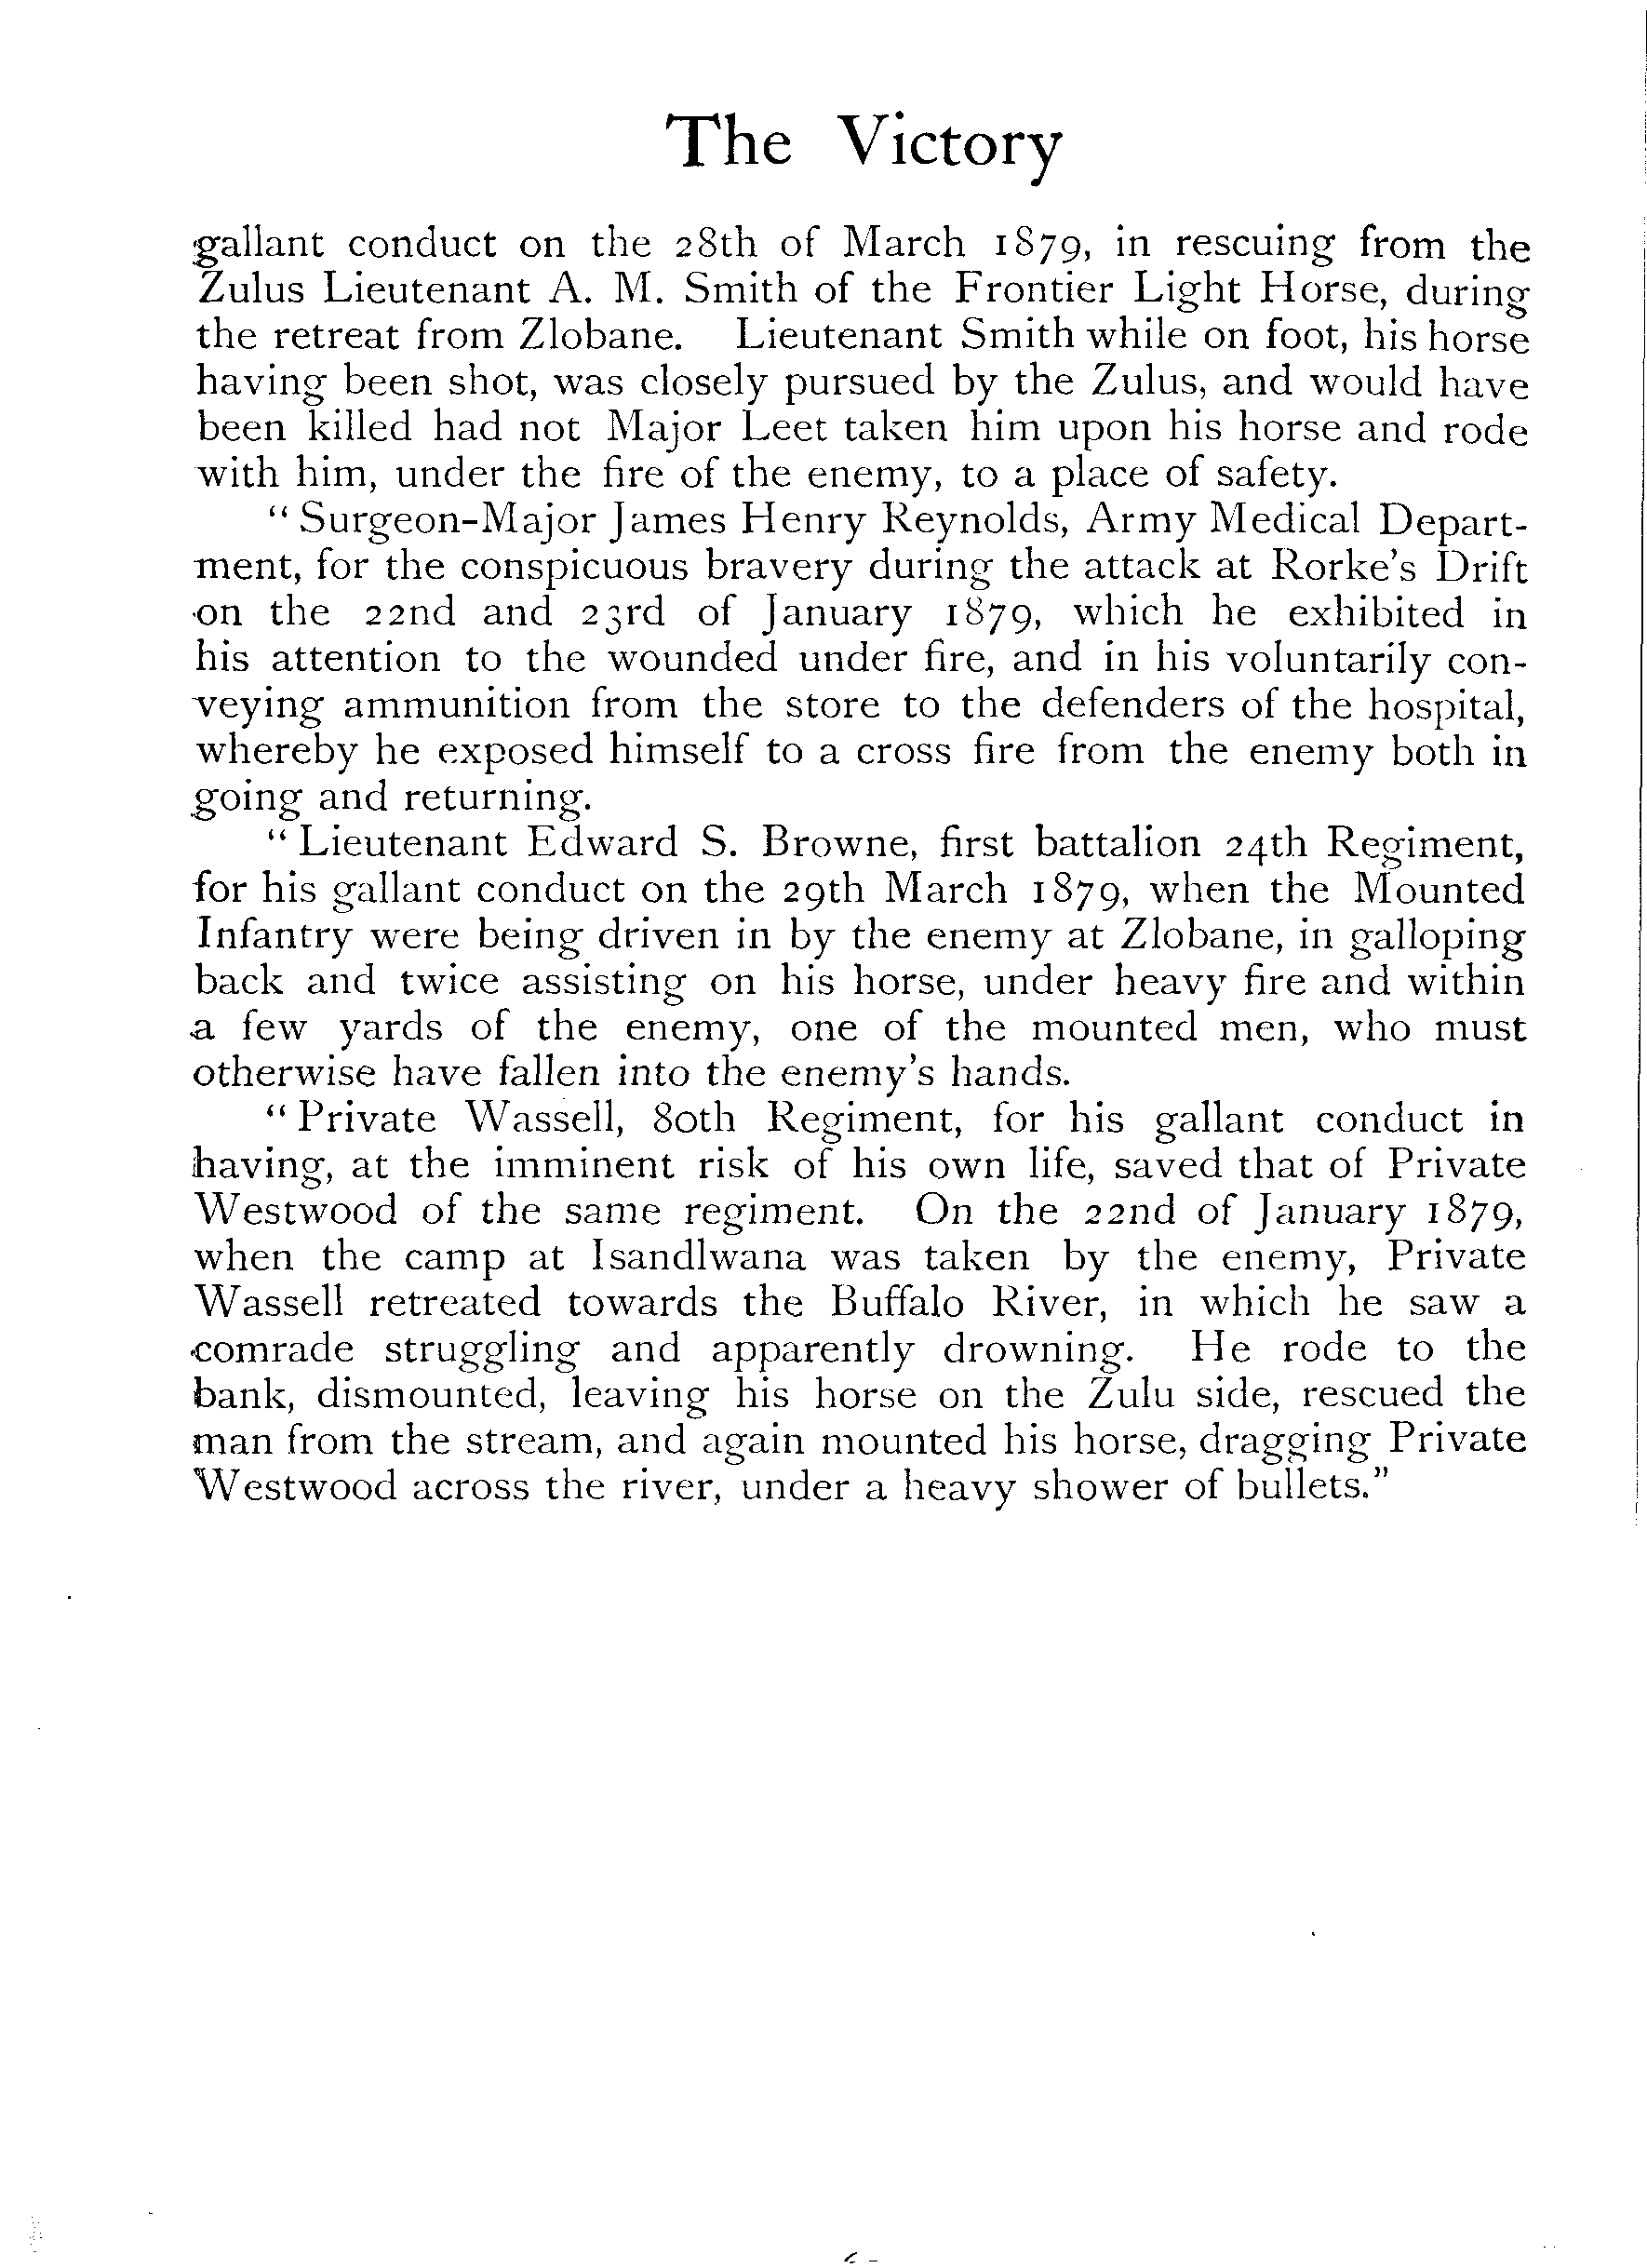 The Victory
gallant conduct on the 28th of March 1879, in rescuing from the
Zulus Lieutenant A. M. Smith of the Frontier Light Horse, during
the retreat from Zlobane. Lieutenant Smith while on foot, his horse
having been shot, was closely pursued by the Zulus, and would have
been killed had not Major Leet taken him upon his horse and rode
with him, under the fire of the enemy, to a place of safety.
“ Surgeon-Major James Henry Reynolds, Army Medical Depart-
ment, for the conspicuous bravery during the attack at Rorke's Drift
on the 22nd and 23rd of January 1879, which he exhibited in
his attention to the wounded under fire, and in his voluntarily con-
veying ammunition from the store to the defenders of the hospital,
whereby he exposed himself to a cross fire from the enemy both in
going and returning.
“ Lieutenant Edward S. Browne, first battalion 24th Regiment,
for his gallant conduct on the 29th March 1879, when the Mounted
Infantry were being driven in by the enemy at Zlobane, in galloping
back and twice assisting on his horse, under heavy fire and within
a few yards of the enemy, one of the mounted men, who must
otherwise have fallen into the enemy's hands.
“ Private Wassell, 80th Regiment, for his gallant conduct in
having, at the imminent risk of his own life, saved that of Private
Westwood of the same regiment. On the 22nd of January 1879,
when the camp at Isandlwana was taken by the enemy, Private
Wassell retreated towards the Buffalo River, in which he saw a
comrade struggling and apparently drowning. He rode to the
bank, dismounted, leaving his horse on the Zulu side, rescued the
man from the stream, and again mounted his horse, dragging Private
Westwood across the river, under a heavy shower of bullets.”